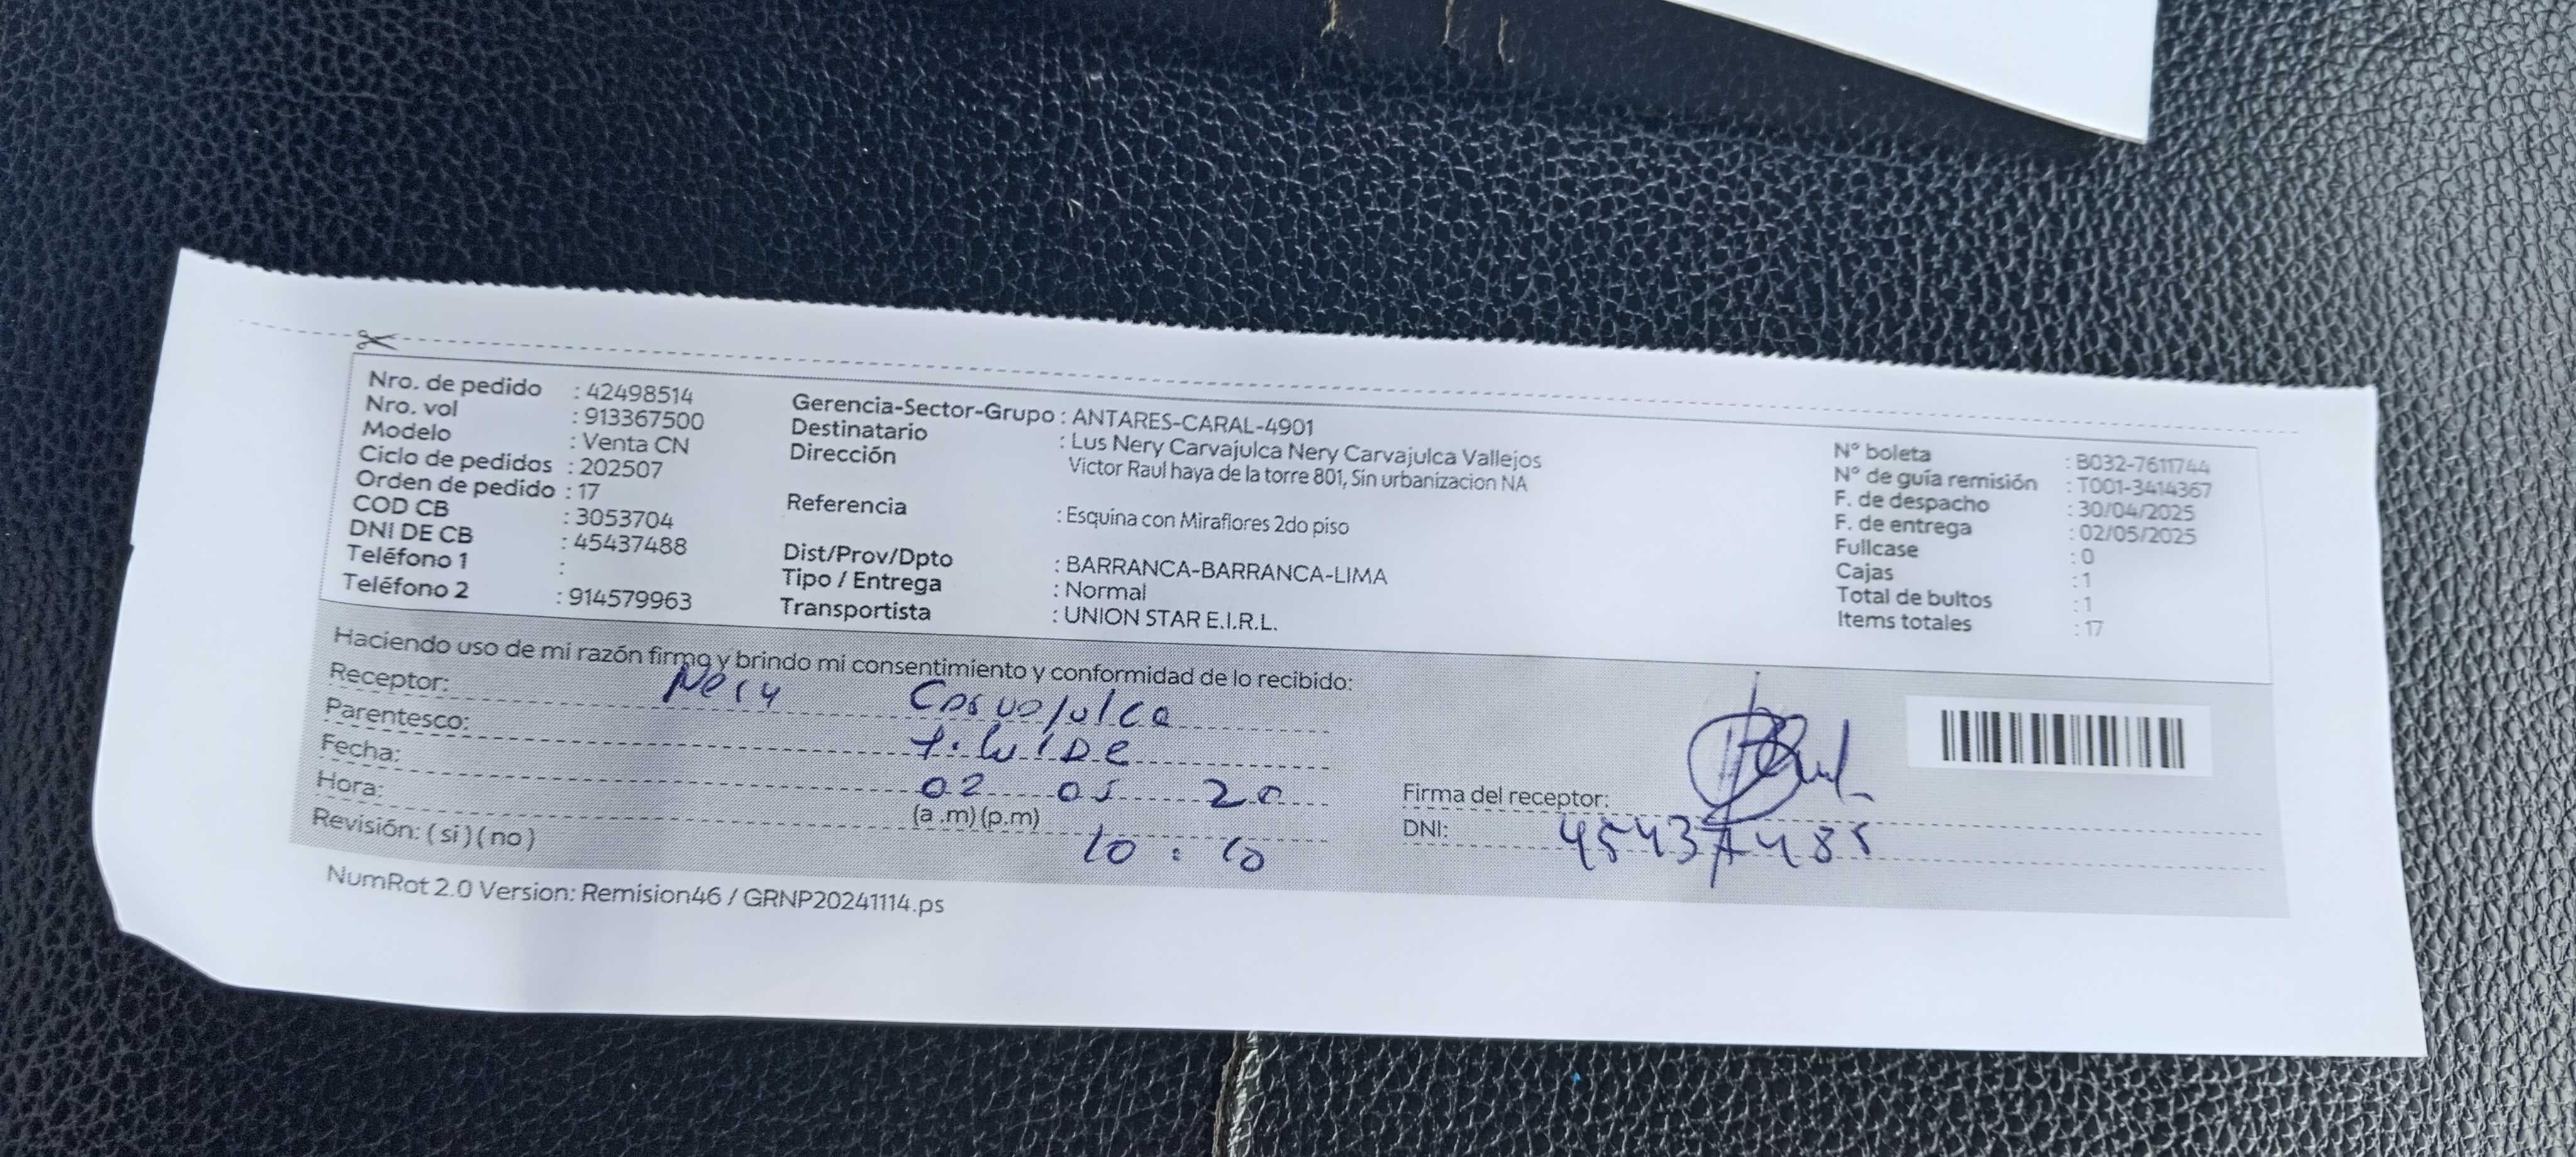 Nro. de pedido : 42498514
Nro. vol : 913367500
Modelo : Venta CN
Ciclo de pedidos : 202507
Orden de pedido : 17
COD CB : 3053704
DNI DE CB : 45437488
Teléfono 1 :
Teléfono 2 : 914579963
Gerencia-Sector-Grupo : ANTARES-CARAL-4901
Destinatario : Lus Nery Carvajulca Nery Carvajulca Vallejos
Dirección Victor Raul haya de la torre 801, Sin urbanizacion NA
Referencia : Esquina con Miraflores 2do piso
Dist/Prov/Dpto : BARRANCA-BARRANCA-LIMA
Tipo / Entrega : Normal
Transportista : UNION STAR E.I.R.L.
N° boleta : B032-7611744
N° de guía remisión : T001-3414367
F. de despacho : 30/04/2025
F. de entrega : 02/05/2025
Fullcase : 0
Cajas : 1
Total de bultos : 1
Items totales : 17
Haciendo uso de mi razón firmo y brindo mi consentimiento y conformidad de lo recibido:
Receptor: Nery Carvajulca
Parentesco:
Fecha: 02 05 20
Hora: (a .m) (p.m) 10 : 10
Revisión: ( si ) ( no )
Firma del receptor:
DNI: 45437488
NumRot 2.0 Version: Remision46 / GRNP20241114.ps